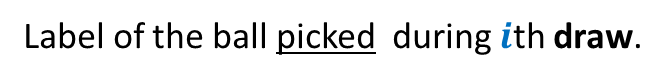 Label of the ball picked during ith draw.